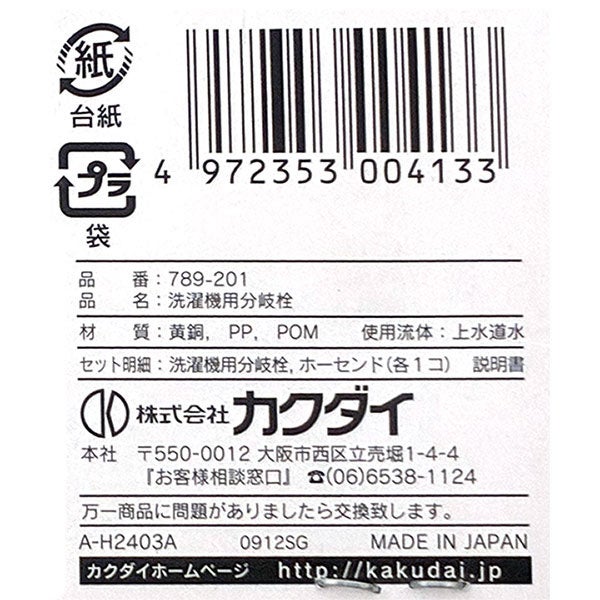 紙
台紙
プラ
袋
4 972353 004133
品　番：789-201
品　名：洗濯機用分岐栓
材　質：黄銅，PP，POM　使用流体：上水道水
セット明細：洗濯機用分岐栓，ホーセンド（各1コ）　説明書
株式会社カクダイ
本社　〒550-0012 大阪市西区立売堀1-4-4
『お客様相談窓口』 ☎(06)6538-1124
万一商品に問題がありましたら交換致します。
A-H2403A　0912SG　MADE IN JAPAN
カクダイホームページ　http://kakudai.jp